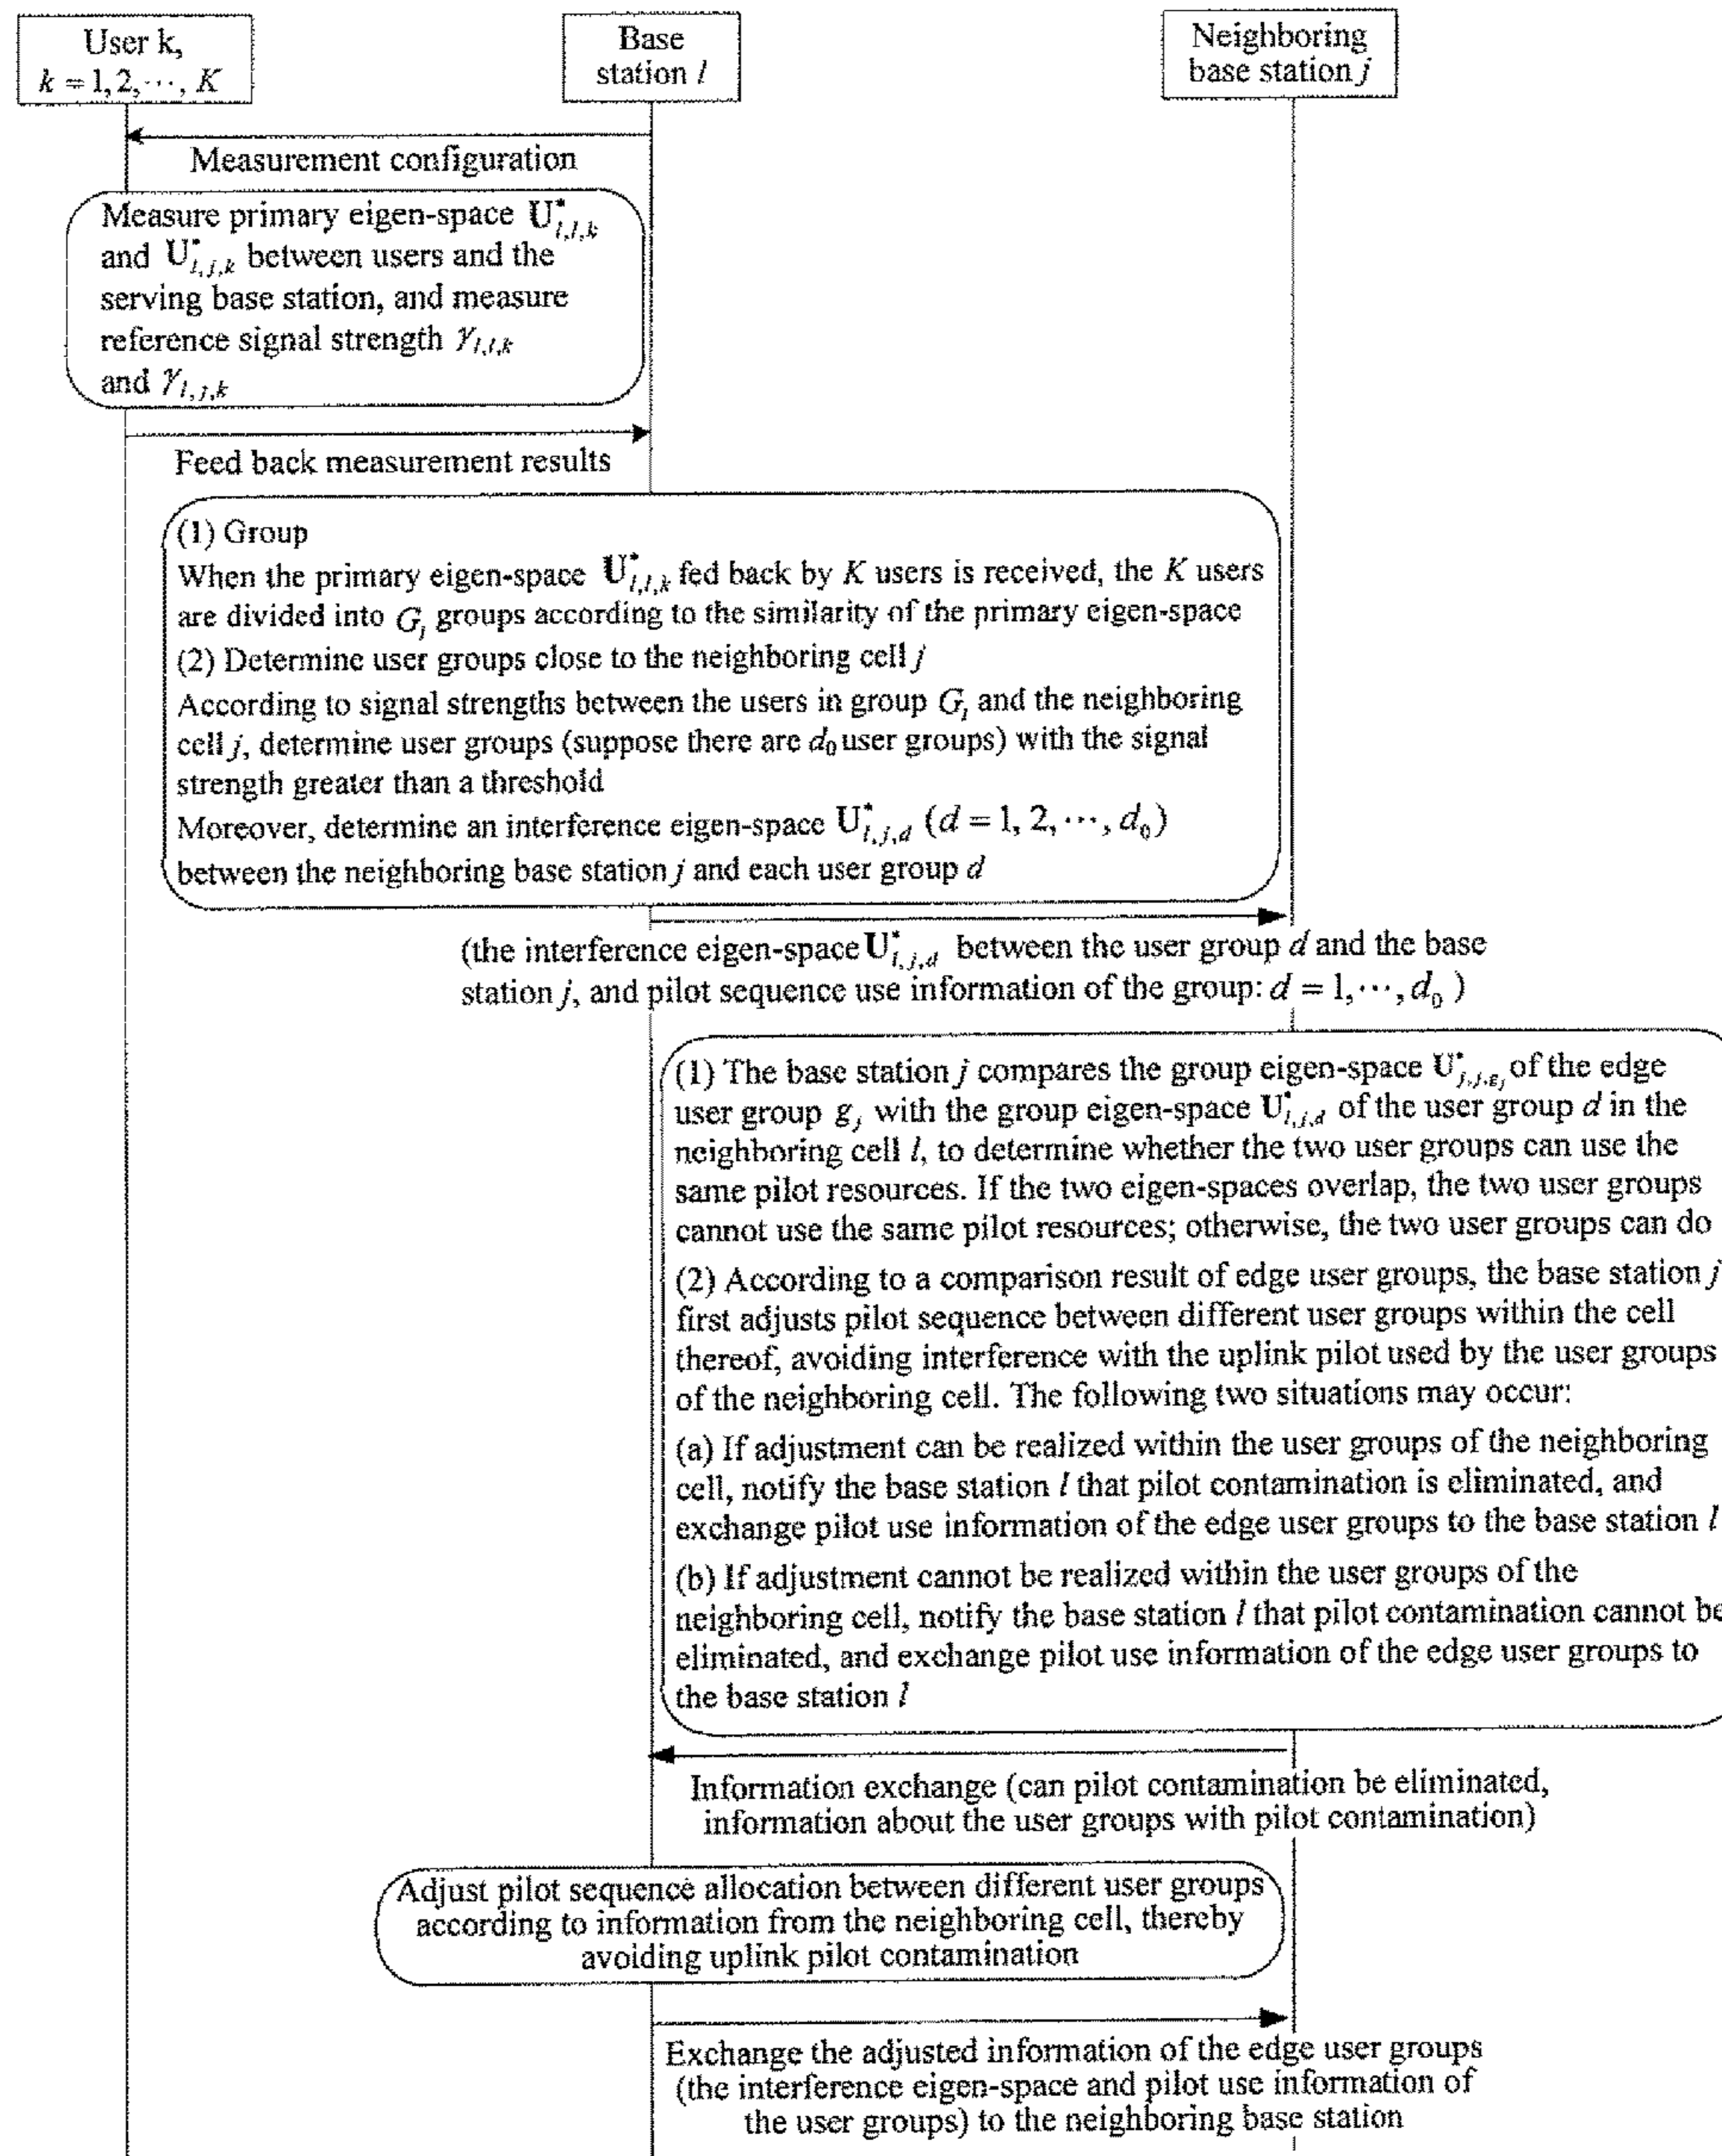 User k,
k = 1, 2, ⋯, K
Base
station l
Neighboring
base station j
Measurement configuration
Measure primary eigen-space U*l,l,k
and U*l,j,k between users and the
serving base station, and measure
reference signal strength γl,l,k
and γl,j,k
Feed back measurement results
(1) Group
When the primary eigen-space U*l,l,k fed back by K users is received, the K users
are divided into Gl groups according to the similarity of the primary eigen-space
(2) Determine user groups close to the neighboring cell j
According to signal strengths between the users in group Gl and the neighboring
cell j, determine user groups (suppose there are d0 user groups) with the signal
strength greater than a threshold
Moreover, determine an interference eigen-space U*l,j,d (d = 1, 2, ⋯, d0)
between the neighboring base station j and each user group d
(the interference eigen-space U*l,j,d between the user group d and the base
station j, and pilot sequence use information of the group: d = 1, ⋯, d0 )
(1) The base station j compares the group eigen-space U*j,j,gj of the edge
user group gj with the group eigen-space U*l,j,d of the user group d in the
neighboring cell l, to determine whether the two user groups can use the
same pilot resources. If the two eigen-spaces overlap, the two user groups
cannot use the same pilot resources; otherwise, the two user groups can do
(2) According to a comparison result of edge user groups, the base station j
first adjusts pilot sequence between different user groups within the cell
thereof, avoiding interference with the uplink pilot used by the user groups
of the neighboring cell. The following two situations may occur:
(a) If adjustment can be realized within the user groups of the neighboring
cell, notify the base station l that pilot contamination is eliminated, and
exchange pilot use information of the edge user groups to the base station l
(b) If adjustment cannot be realized within the user groups of the
neighboring cell, notify the base station l that pilot contamination cannot be
eliminated, and exchange pilot use information of the edge user groups to
the base station l
Information exchange (can pilot contamination be eliminated,
information about the user groups with pilot contamination)
Adjust pilot sequence allocation between different user groups
according to information from the neighboring cell, thereby
avoiding uplink pilot contamination
Exchange the adjusted information of the edge user groups
(the interference eigen-space and pilot use information of
the user groups) to the neighboring base station